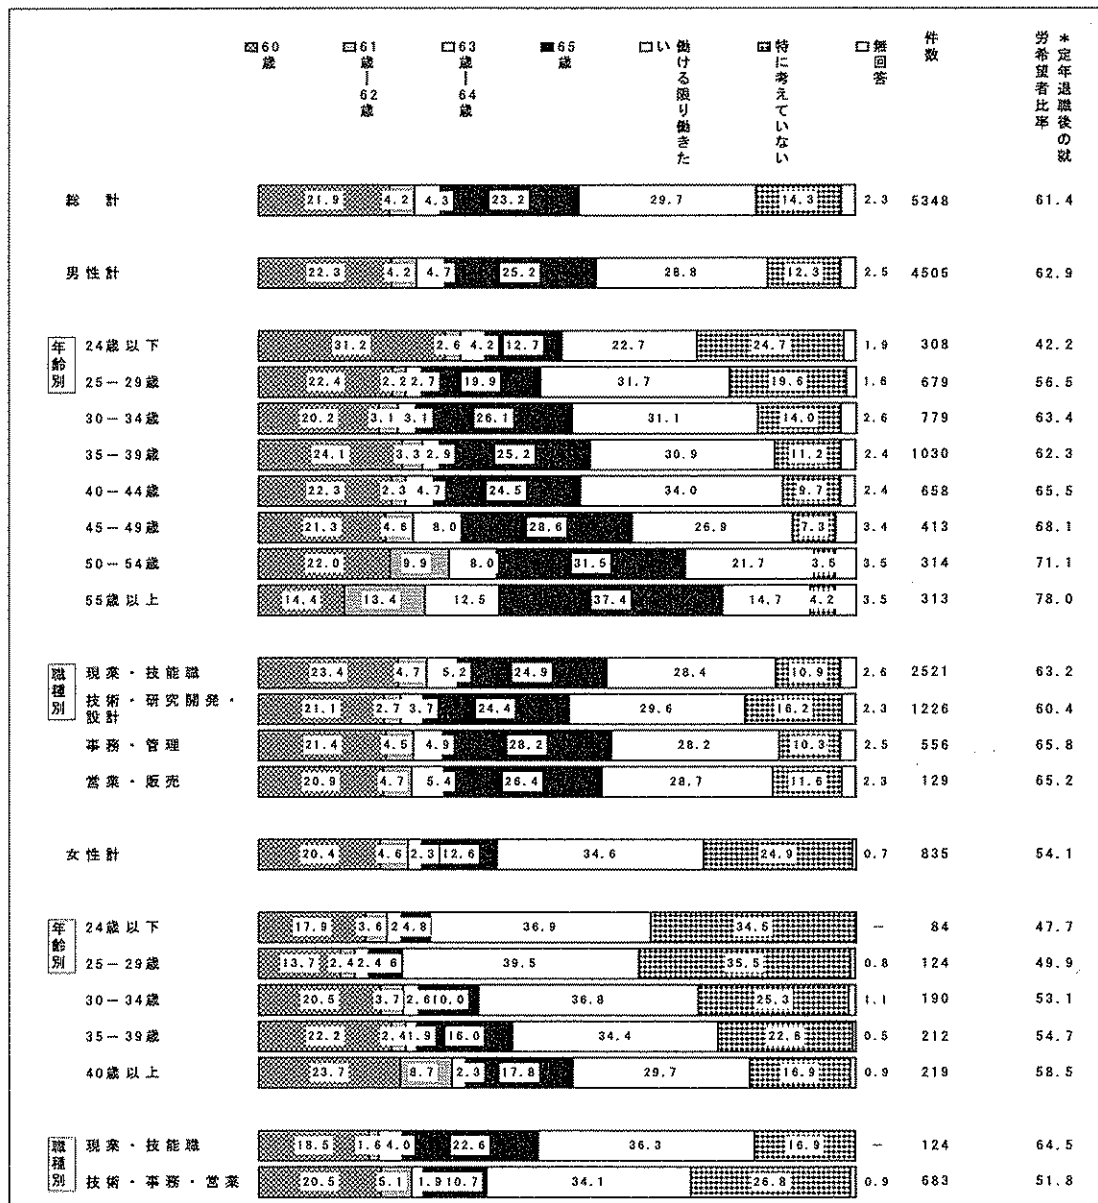 60歳
61歳―62歳
63歳―64歳
65歳
働ける限り働きたい
特に考えていない
無回答
件数
*定年退職後の就労希望者比率
総計 21.9 4.2 4.3 23.2 29.7 14.3 2.3 5348 61.4
男性計 22.3 4.2 4.7 25.2 28.8 12.3 2.5 4505 62.9
年齢別
24歳以下 31.2 2.6 4.2 12.7 22.7 24.7 1.9 308 42.2
25-29歳 22.4 2.2 2.7 19.9 31.7 19.6 1.6 679 56.5
30-34歳 20.2 3.1 3.1 26.1 31.1 14.0 2.6 779 63.4
35-39歳 24.1 3.3 2.9 25.2 30.9 11.2 2.4 1030 62.3
40-44歳 22.3 2.3 4.7 24.5 34.0 9.7 2.4 658 65.5
45-49歳 21.3 4.6 8.0 28.6 26.9 7.3 3.4 413 68.1
50-54歳 22.0 9.9 8.0 31.5 21.7 3.5 3.5 314 71.1
55歳以上 14.4 13.4 12.5 37.4 14.7 4.2 3.5 313 78.0
職種別
現業・技能職 23.4 4.7 5.2 24.9 28.4 10.9 2.6 2521 63.2
技術・研究開発・設計 21.1 2.7 3.7 24.4 29.6 16.2 2.3 1226 60.4
事務・管理 21.4 4.5 4.9 28.2 28.2 10.3 2.5 556 65.8
営業・販売 20.9 4.7 5.4 26.4 28.7 11.6 2.3 129 65.2
女性計 20.4 4.6 2.3 12.6 34.6 24.9 0.7 835 54.1
年齢別
24歳以下 17.9 3.6 2 4.8 36.9 34.5 － 84 47.7
25-29歳 13.7 2.4 2.4 6 39.5 35.5 0.8 124 49.9
30-34歳 20.5 3.7 2.6 10.0 36.8 25.3 1.1 190 53.1
35-39歳 22.2 2.4 1.9 16.0 34.4 22.6 0.5 212 54.7
40歳以上 23.7 8.7 2.3 17.8 29.7 16.9 0.9 219 58.5
職種別
現業・技能職 18.5 1.6 4.0 22.6 36.3 16.9 － 124 64.5
技術・事務・営業 20.5 5.1 1.9 10.7 34.1 26.8 0.9 683 51.8